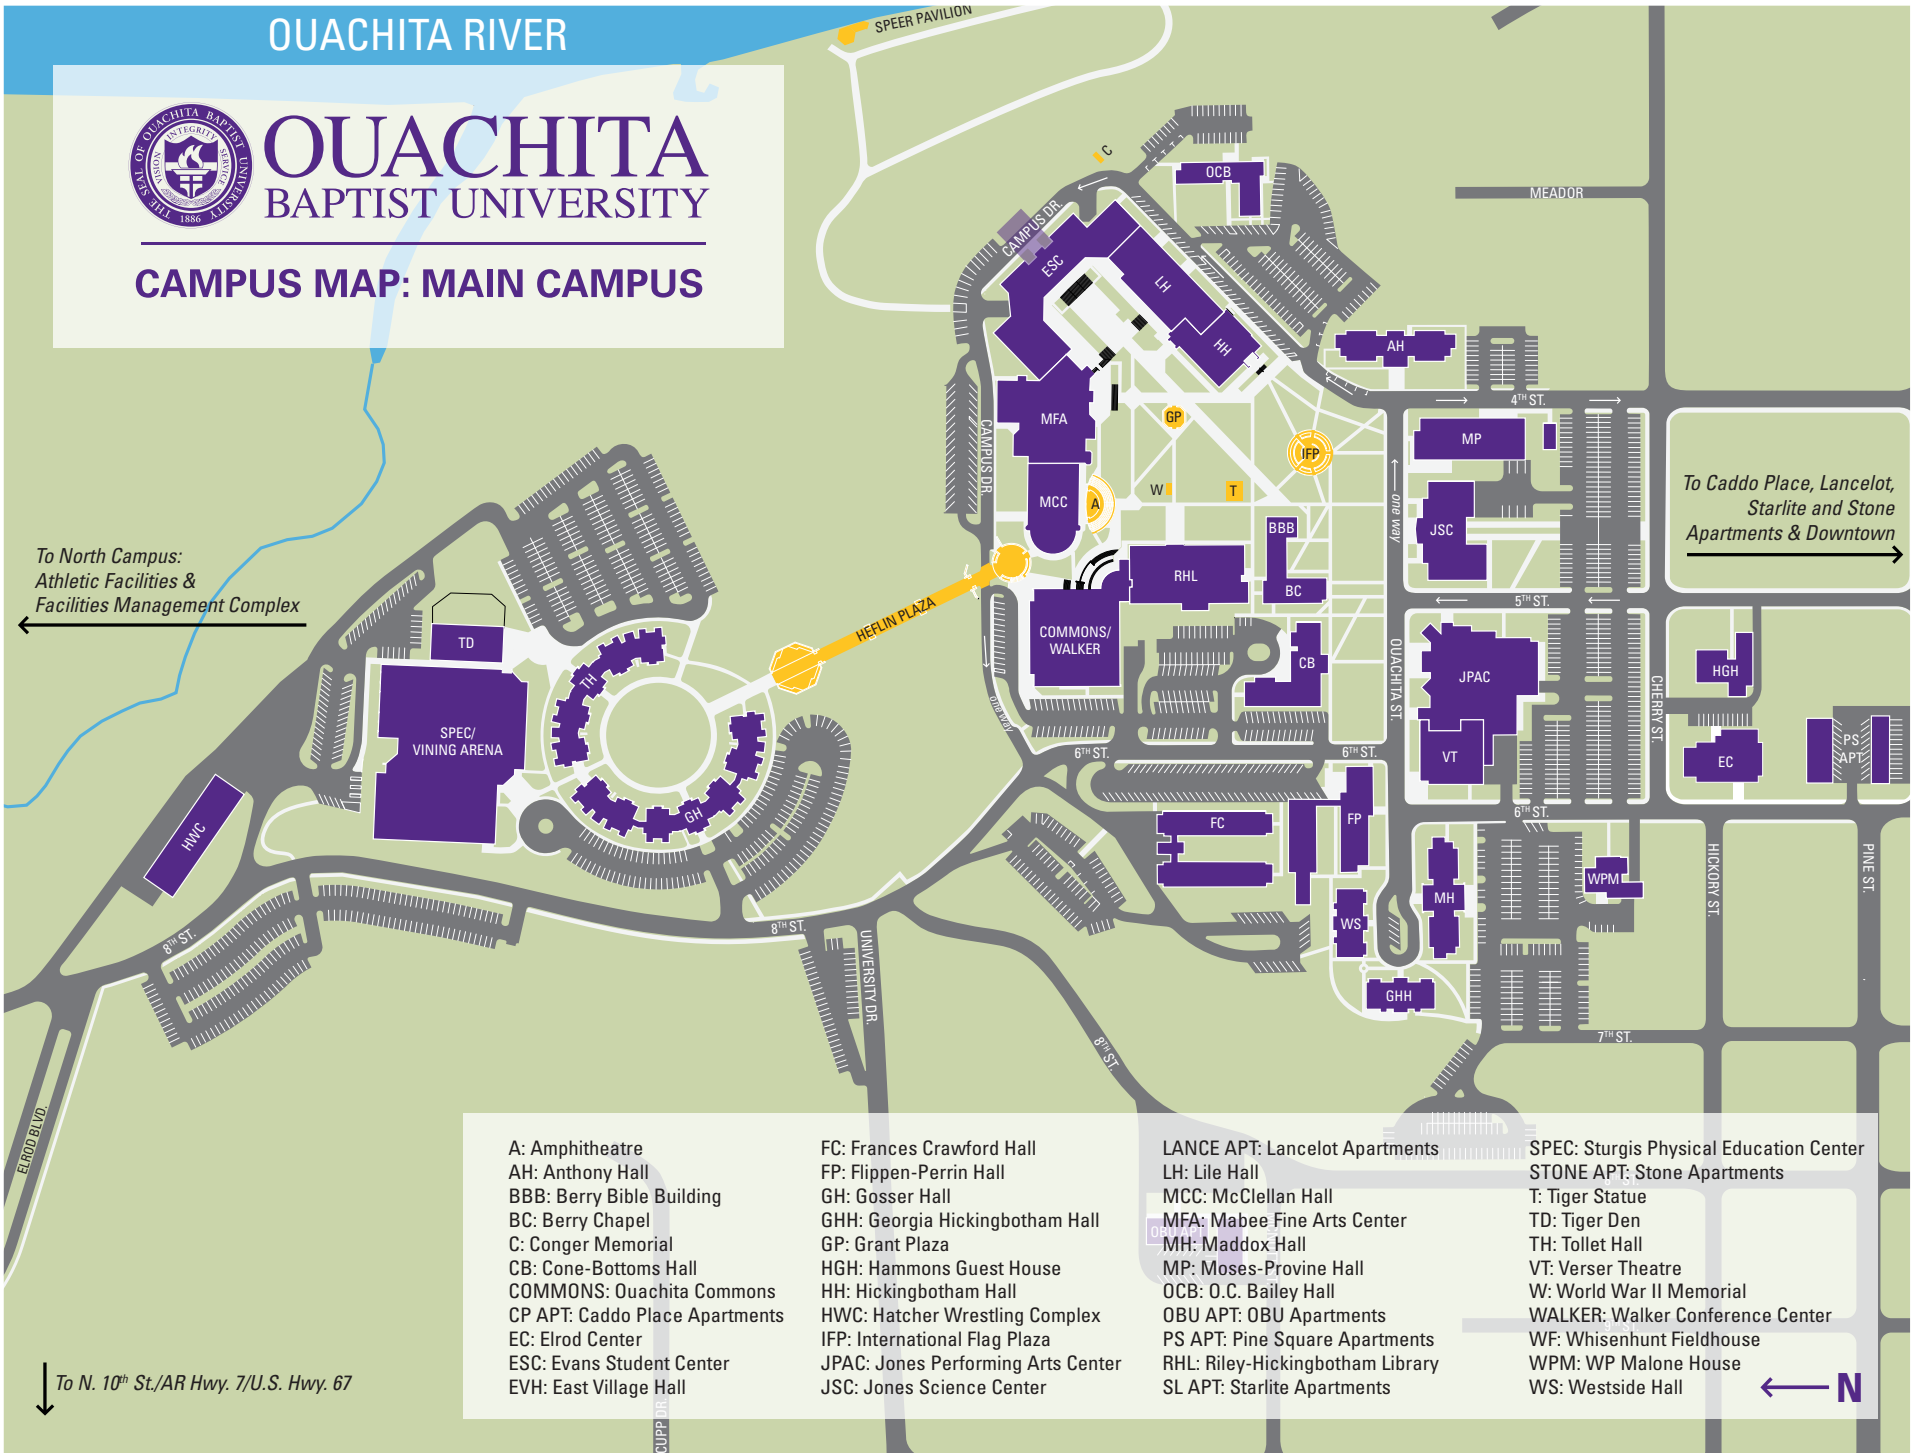 OUACHITA RIVER
SPEER PAVILION
THE SEAL OF OUACHITA BAPTIST UNIVERSITY
VISION INTEGRITY SERVICE
1886
OUACHITA
BAPTIST UNIVERSITY
CAMPUS MAP: MAIN CAMPUS
C
OCB
MEADOR
CAMPUS DR.
ESC
LH
HH
AH
4TH ST.
MFA
GP
IFP
MP
CAMPUS DR.
MCC
A
W
T
one way
JSC
BBB
To Caddo Place, Lancelot,
Starlite and Stone
Apartments & Downtown
To North Campus:
Athletic Facilities &
Facilities Management Complex
RHL
BC
5TH ST.
HEFLIN PLAZA
TD
COMMONS/
WALKER
CB
OUACHITA ST.
JPAC
HGH
TH
CHERRY ST.
SPEC/
VINING ARENA
one way
6TH ST.
6TH ST.
VT
EC
PS
APT
GH
HWC
FC
FP
6TH ST.
WPM
HICKORY ST.
PINE ST.
MH
WS
8TH ST.
8TH ST.
UNIVERSITY DR.
GHH
7TH ST.
8TH ST.
ELROD BLVD.
A: Amphitheatre
AH: Anthony Hall
BBB: Berry Bible Building
BC: Berry Chapel
C: Conger Memorial
CB: Cone-Bottoms Hall
COMMONS: Ouachita Commons
CP APT: Caddo Place Apartments
EC: Elrod Center
ESC: Evans Student Center
EVH: East Village Hall
FC: Frances Crawford Hall
FP: Flippen-Perrin Hall
GH: Gosser Hall
GHH: Georgia Hickingbotham Hall
GP: Grant Plaza
HGH: Hammons Guest House
HH: Hickingbotham Hall
HWC: Hatcher Wrestling Complex
IFP: International Flag Plaza
JPAC: Jones Performing Arts Center
JSC: Jones Science Center
LANCE APT: Lancelot Apartments
LH: Lile Hall
MCC: McClellan Hall
MFA: Mabee Fine Arts Center
MH: Maddox Hall
MP: Moses-Provine Hall
OCB: O.C. Bailey Hall
OBU APT: OBU Apartments
PS APT: Pine Square Apartments
RHL: Riley-Hickingbotham Library
SL APT: Starlite Apartments
SPEC: Sturgis Physical Education Center
STONE APT: Stone Apartments
T: Tiger Statue
TD: Tiger Den
TH: Tollet Hall
VT: Verser Theatre
W: World War II Memorial
WALKER: Walker Conference Center
WF: Whisenhunt Fieldhouse
WPM: WP Malone House
WS: Westside Hall
OBU APT
To N. 10th St./AR Hwy. 7/U.S. Hwy. 67
CUPP DR.
N